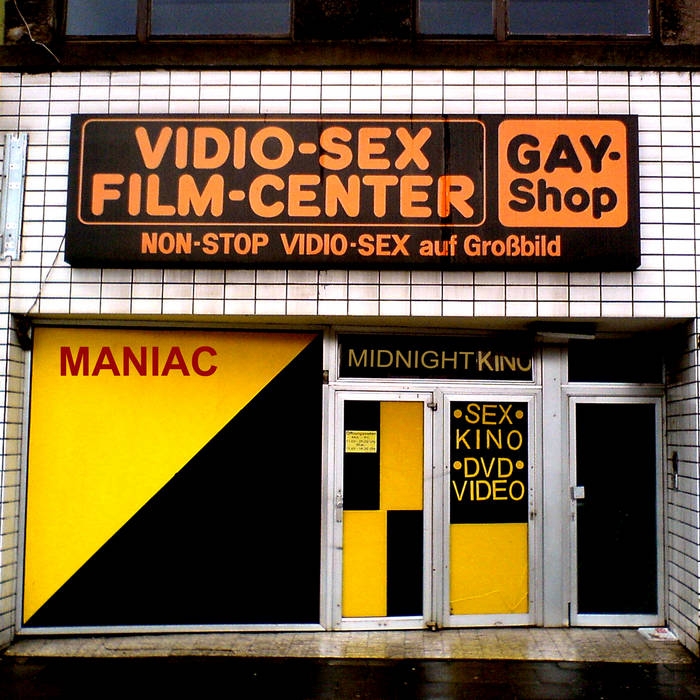 VIDIO-SEX
FILM-CENTER
GAY-
Shop
NON-STOP VIDIO-SEX auf Großbild
MANIAC
MIDNIGHT KINO
SEX
KINO
DVD
VIDEO
Öffnungszeiten